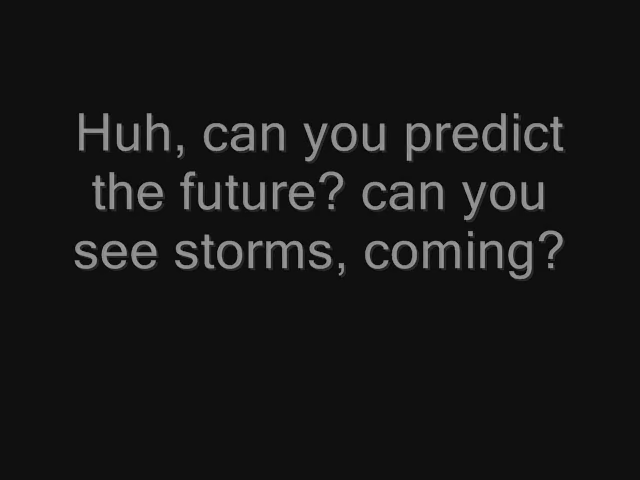 Huh, can you predict
the future? can you
see storms, coming?